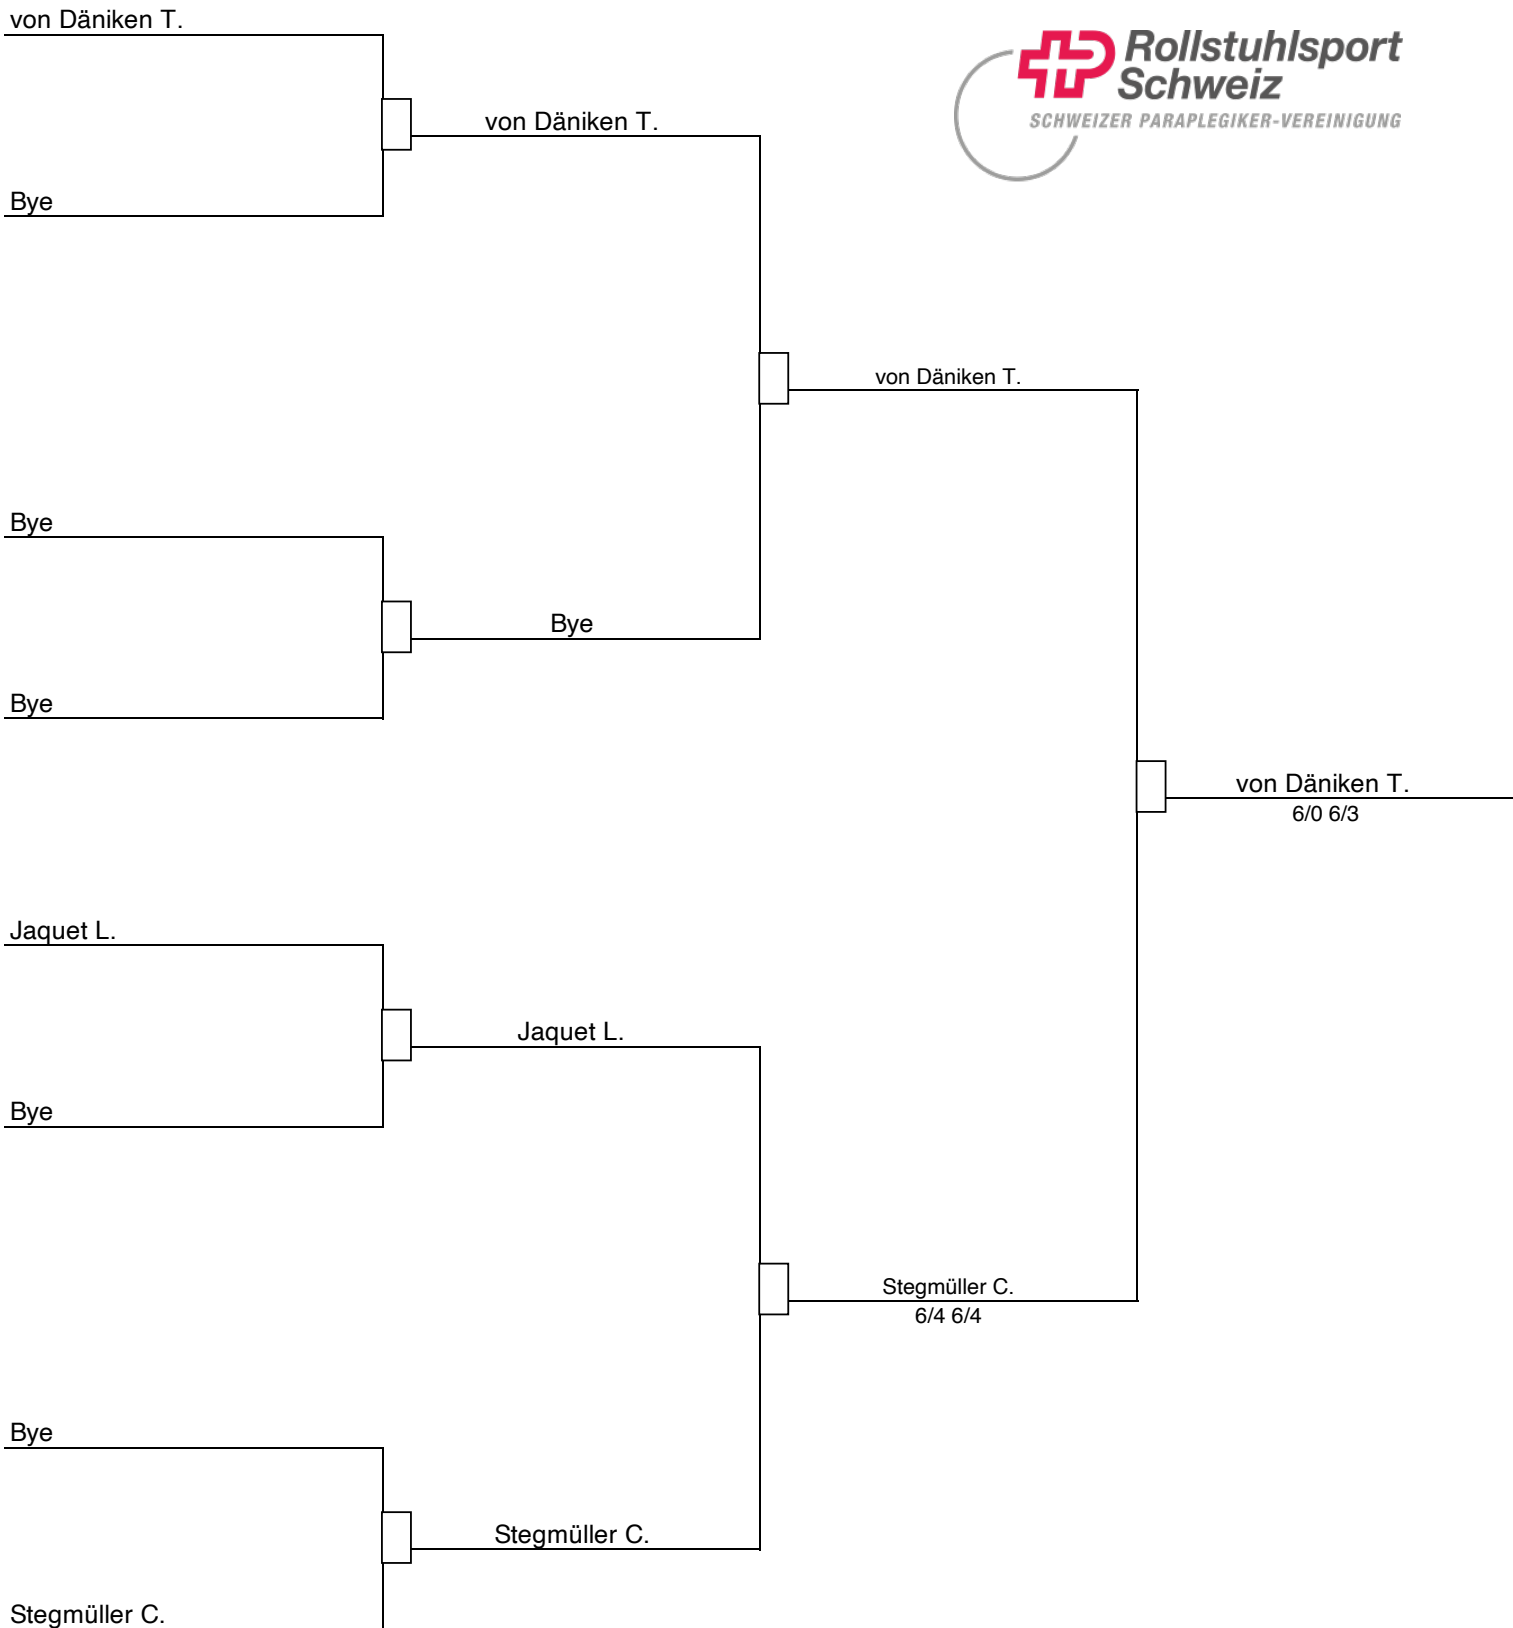 von Däniken T.
Rollstuhlsport
Schweiz
SCHWEIZER PARAPLEGIKER-VEREINIGUNG
von Däniken T.
Bye
von Däniken T.
Bye
Bye
Bye
von Däniken T.
6/0 6/3
Jaquet L.
Jaquet L.
Bye
Stegmüller C.
6/4 6/4
Bye
Stegmüller C.
Stegmüller C.